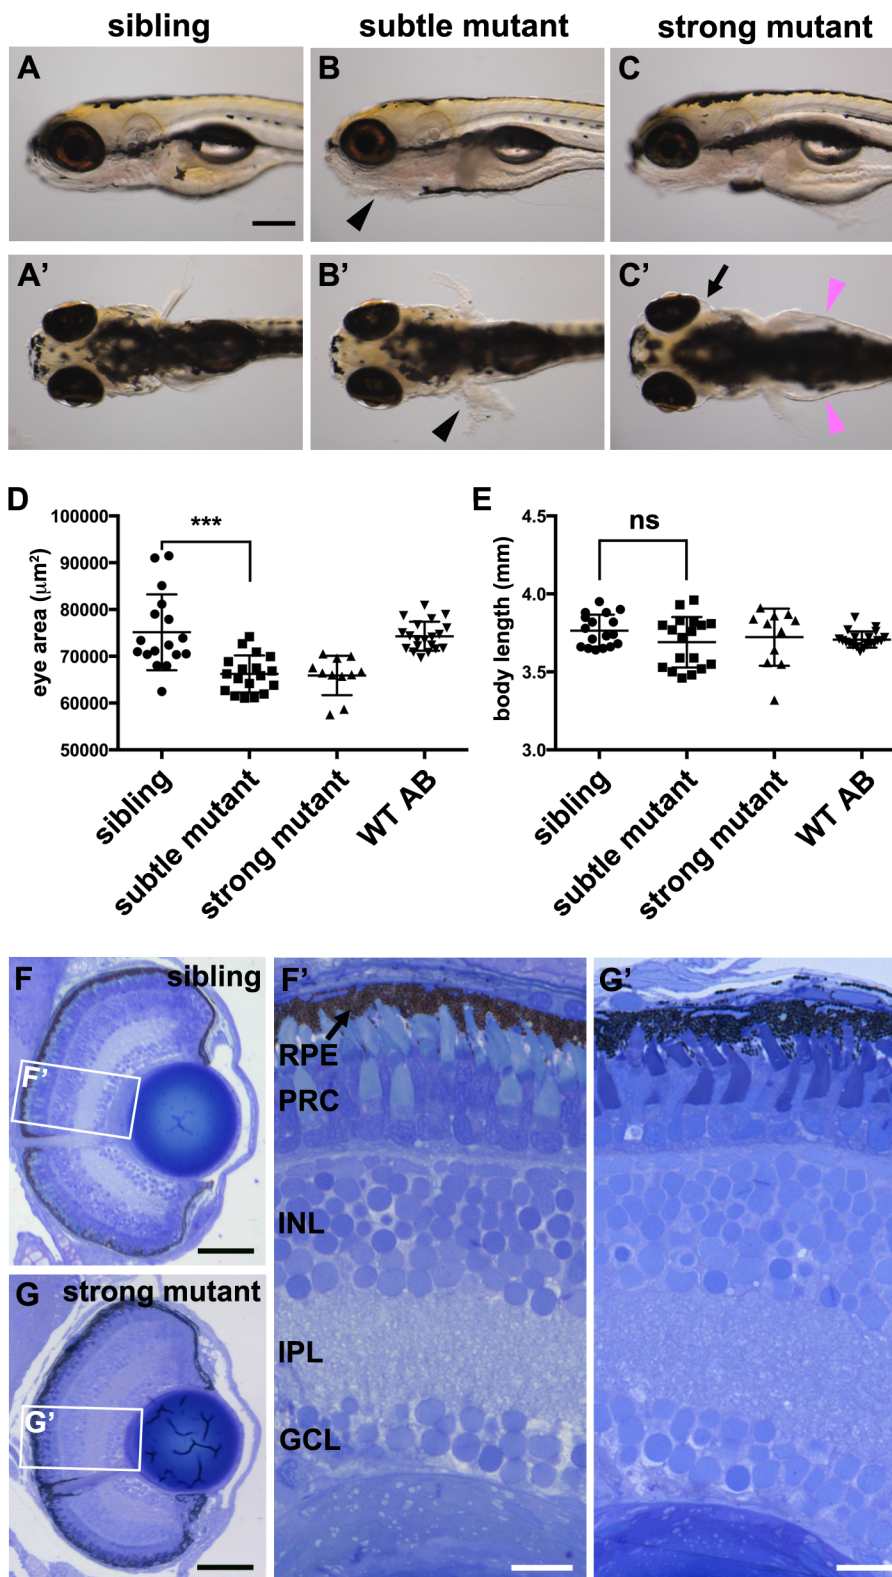 sibling subtle mutant strong mutant
A B C
A’ B’ C’
D
eye area (μm²)
100000
90000
80000
70000
60000
50000
***
sibling
subtle mutant
strong mutant
WT AB
E
body length (mm)
4.5
4.0
3.5
3.0
ns
sibling
subtle mutant
strong mutant
WT AB
F sibling
F’
G strong mutant
G’
F’
RPE
PRC
INL
IPL
GCL
G’